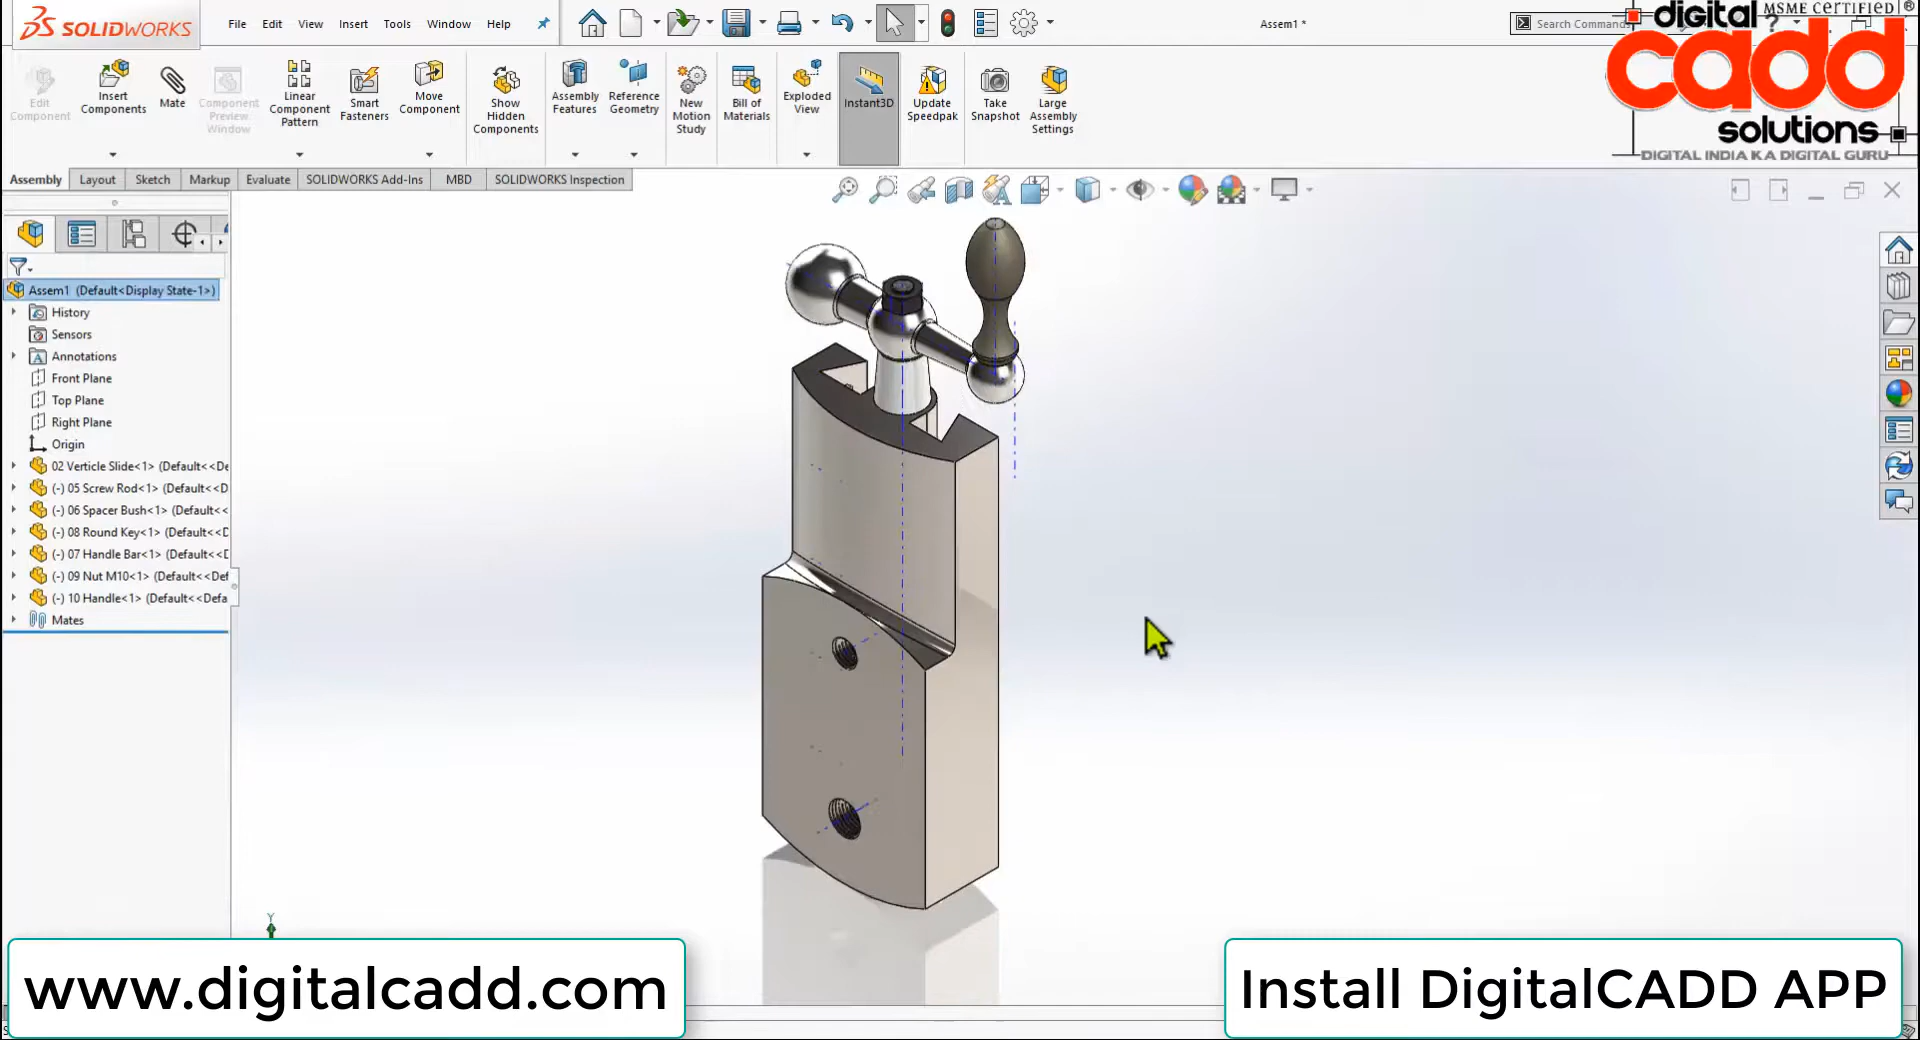 SOLIDWORKS
File Edit View Insert Tools Window Help
Assem1 *
Search Comman
digital MSME CERTIFIED ®
cadd
solutions
DIGITAL INDIA KA DIGITAL GURU
Edit Component
Insert Components
Mate
Component Preview Window
Linear Component Pattern
Smart Fasteners
Move Component
Show Hidden Components
Assembly Features
Reference Geometry
New Motion Study
Bill of Materials
Exploded View
Instant3D
Update Speedpak
Take Snapshot
Large Assembly Settings
Assembly Layout Sketch Markup Evaluate SOLIDWORKS Add-Ins MBD SOLIDWORKS Inspection
Assem1 (Default<Display State-1>)
History
Sensors
Annotations
Front Plane
Top Plane
Right Plane
Origin
02 Verticle Slide<1> (Default<<De
(-) 05 Screw Rod<1> (Default<<D
(-) 06 Spacer Bush<1> (Default<<
(-) 08 Round Key<1> (Default<<D
(-) 07 Handle Bar<1> (Default<<D
(-) 09 Nut M10<1> (Default<<Def
(-) 10 Handle<1> (Default<<Defa
Mates
Y
www.digitalcadd.com
Install DigitalCADD APP